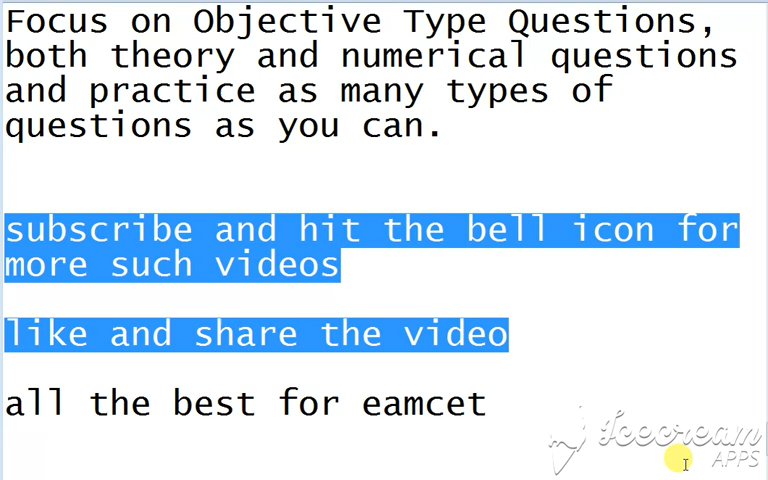 Focus on Objective Type Questions,
both theory and numerical questions
and practice as many types of
questions as you can.
subscribe and hit the bell icon for
more such videos
like and share the video
all the best for eamcet
Icecream
APPS